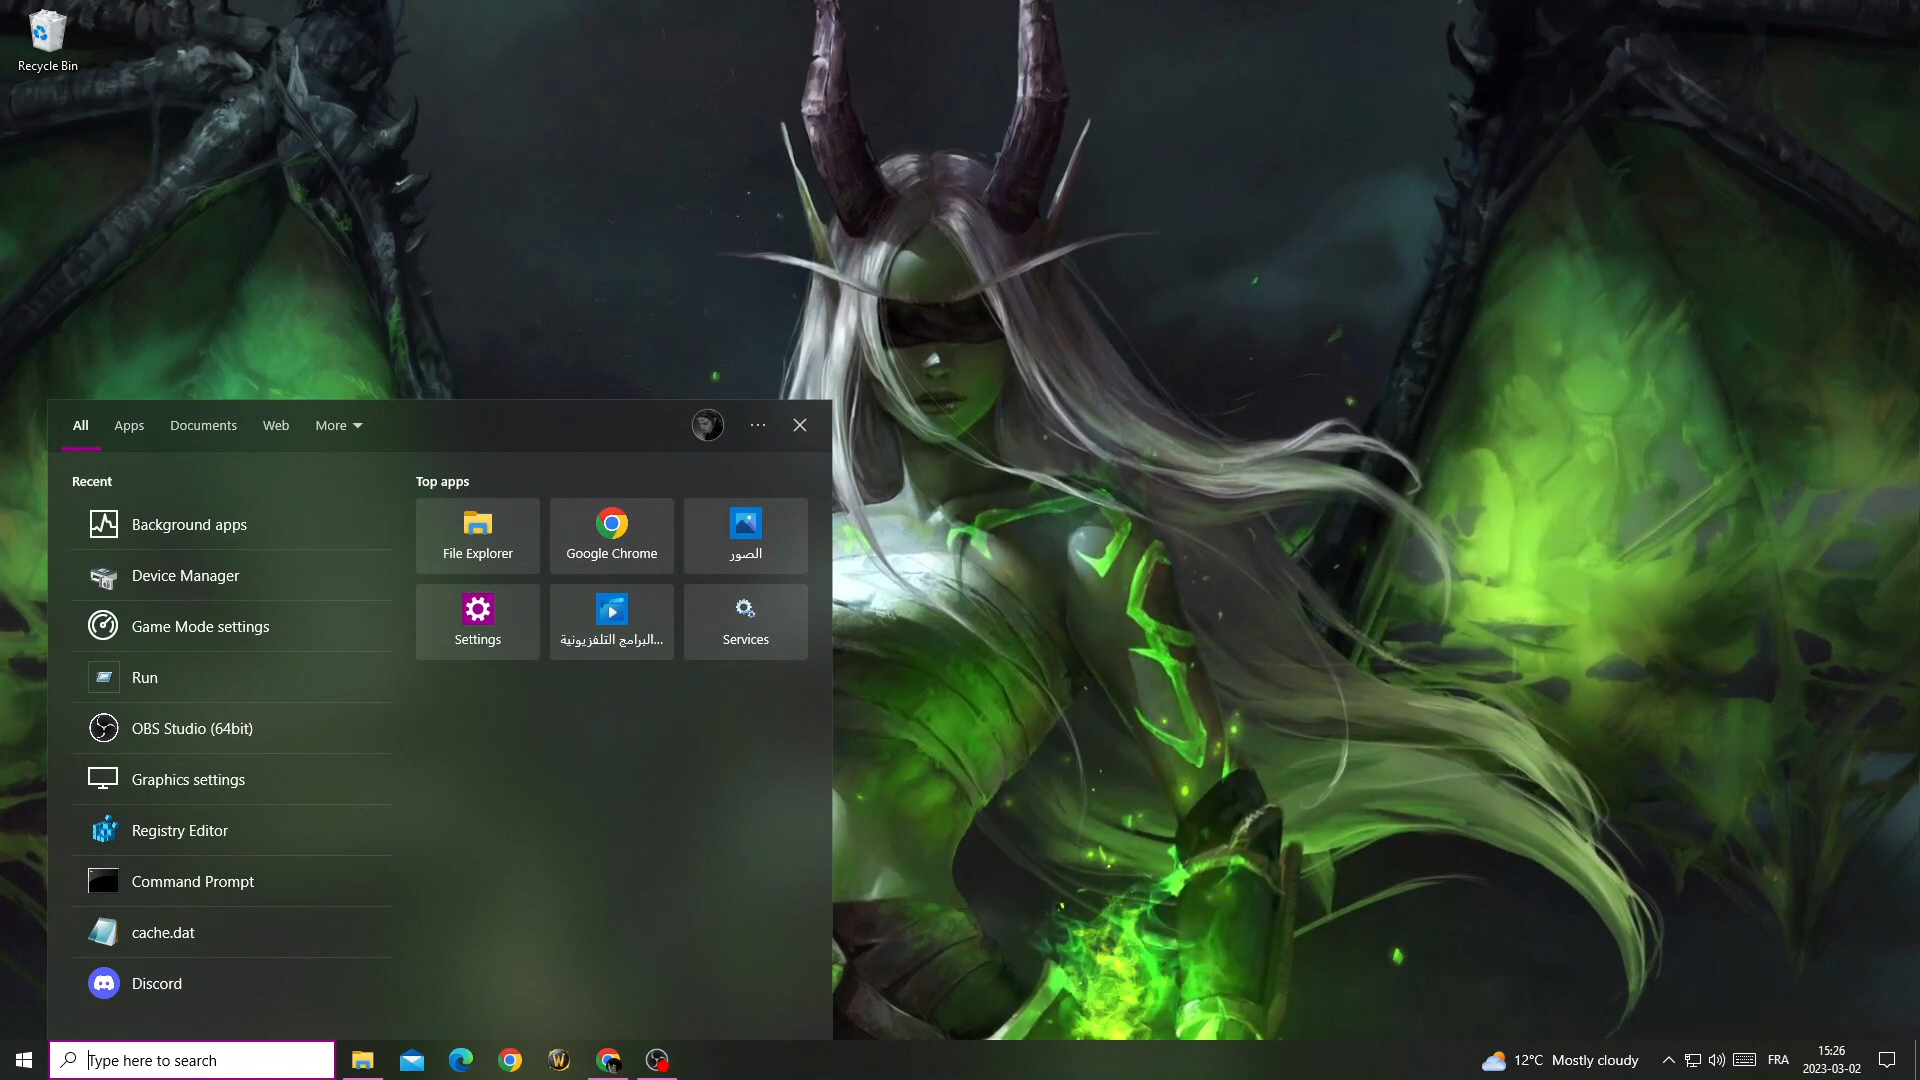 Recycle Bin
All
Apps
Documents
Web
More
Recent
Background apps
Device Manager
Game Mode settings
Run
OBS Studio (64bit)
Graphics settings
Registry Editor
Command Prompt
cache.dat
Discord
Top apps
File Explorer
Google Chrome
الصور
Settings
البرامج التلفزيونية...
Services
Type here to search
12°C Mostly cloudy
FRA
15:26
2023-03-02